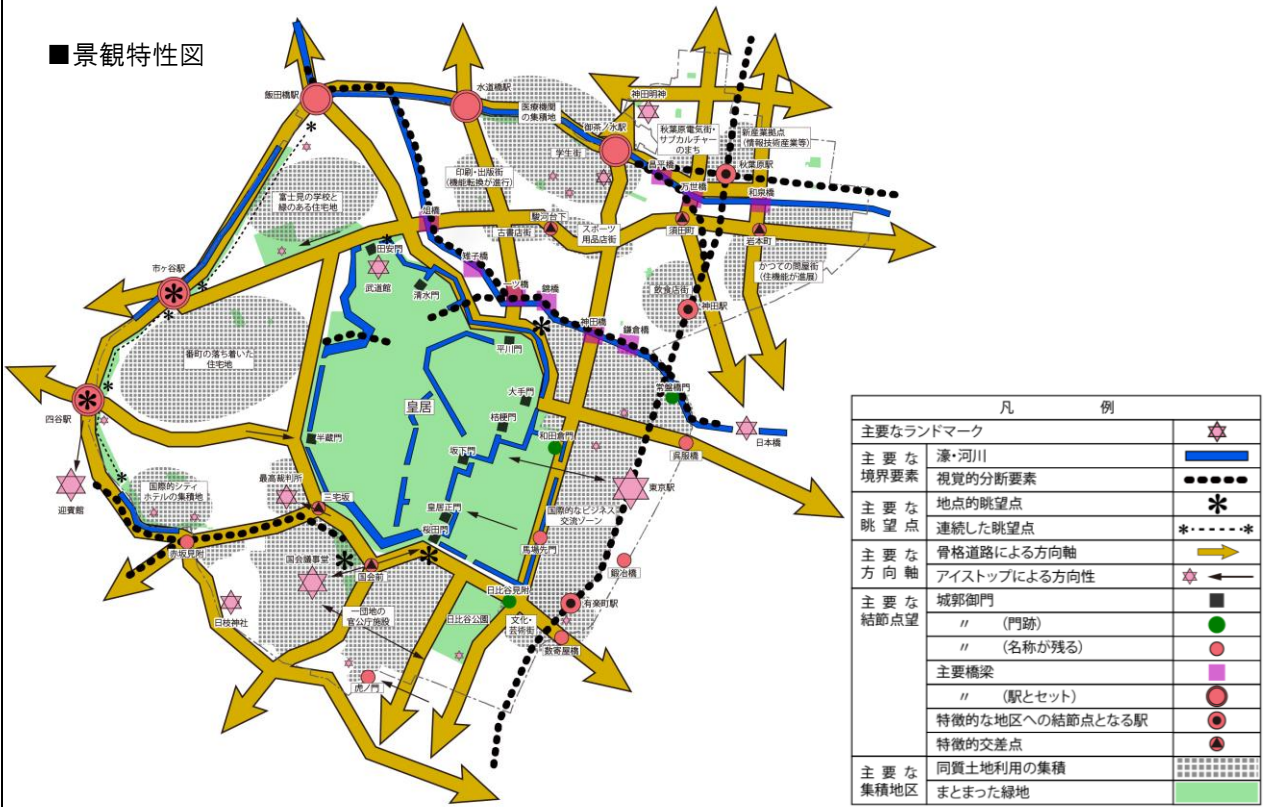 ■景観特性図
飯田橋駅
水道橋駅
医療機関
の集積地
神田明神
御茶ノ水駅
秋葉原電気街・
サブカルチャー
のまち
新産業拠点
(情報技術産業等)
学生街
昌平橋
秋葉原駅
印刷・出版街
(機能転換が進行)
万世橋
和泉橋
富士見の学校と
緑のある住宅地
俎橋
駿河台下
古書店街
スポーツ
用品店街
須田町
岩本町
田安門
雉子橋
市ヶ谷駅
武道館
清水門
一ツ橋
錦橋
かつての問屋街
(住機能が進展)
飲食店街
神田駅
神田橋
鎌倉橋
平川門
番町の落ち着いた
住宅地
常盤橋門
大手門
皇居
四谷駅
桔梗門
日本橋
半蔵門
和田倉門
呉服橋
坂下門
最高裁判所
迎賓館
国際的シティ
ホテルの集積地
三宅坂
東京駅
皇居正門
国際的なビジネス
交流ゾーン
桜田門
馬場先門
赤坂見附
国会議事堂
国会前
鍛冶橋
日比谷見附
有楽町駅
日枝神社
一団地の
官公庁施設
日比谷公園
文化・
芸術街
数寄屋橋
虎ノ門
凡例
主要なランドマーク
主要な
境界要素
濠・河川
視覚的分断要素
主要な
眺望点
地点的眺望点
連続した眺望点
主要な
方向軸
骨格道路による方向軸
アイストップによる方向性
主要な
結節点望
城郭御門
〃 (門跡)
〃 (名称が残る)
主要橋梁
〃 (駅とセット)
特徴的な地区への結節点となる駅
特徴的交差点
主要な
集積地区
同質土地利用の集積
まとまった緑地